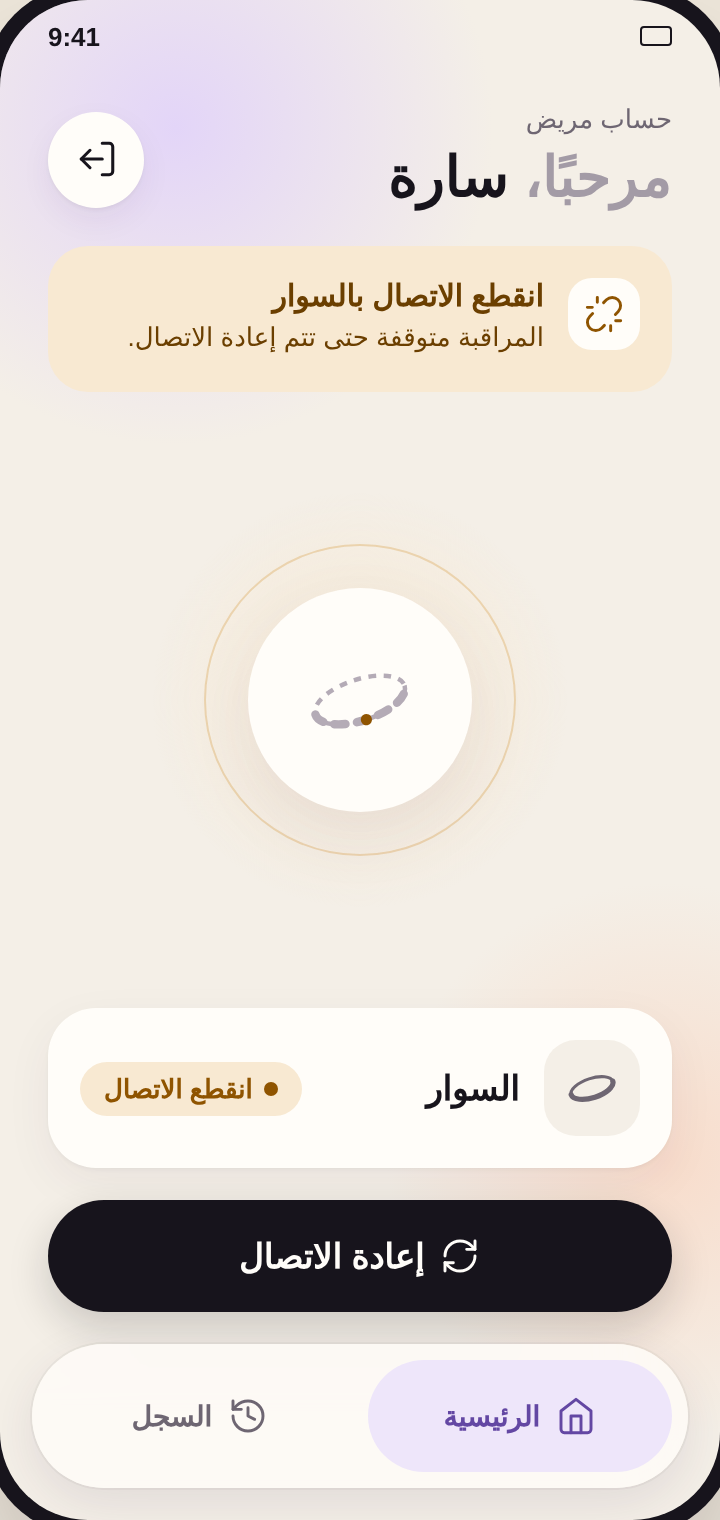 9:41
حساب مريض
مرحبًا، سارة
انقطع الاتصال بالسوار
المراقبة متوقفة حتى تتم إعادة الاتصال.
السوار
انقطع الاتصال
إعادة الاتصال
الرئيسية
السجل